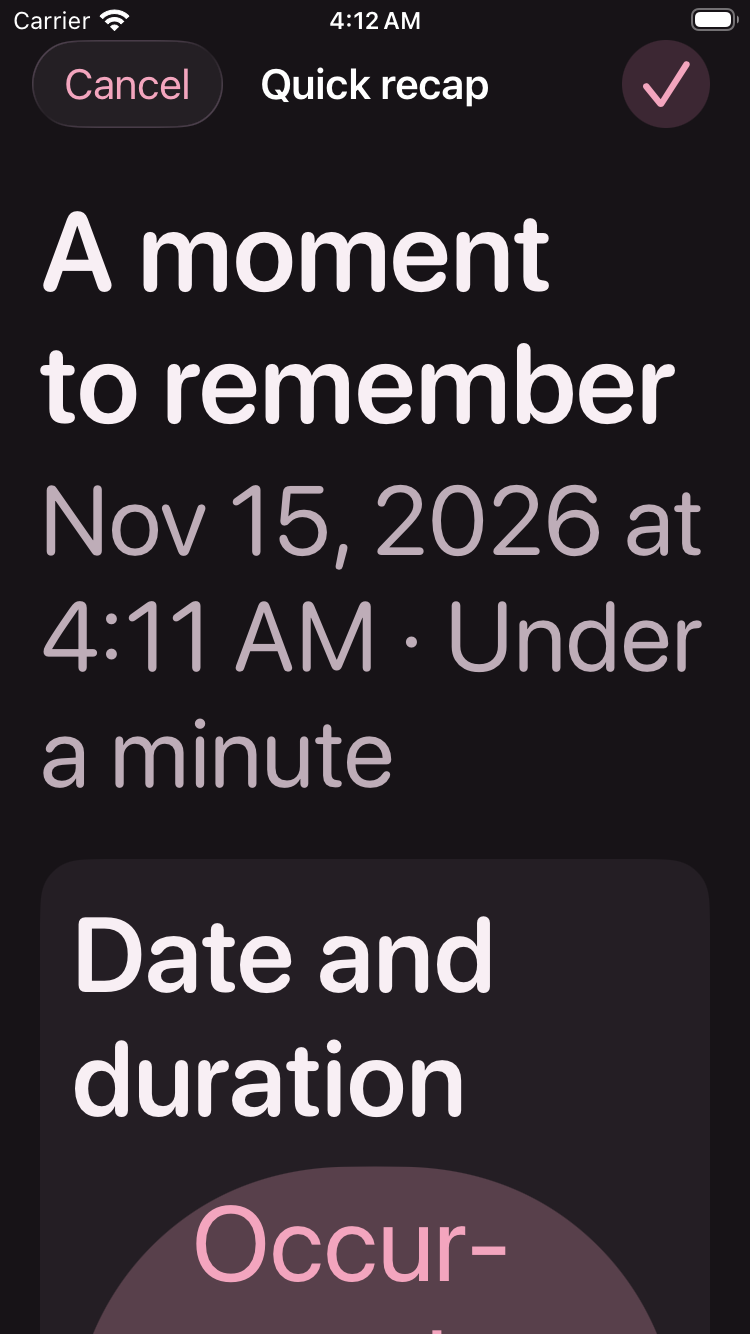 Carrier
4:12 AM
Cancel
Quick recap
A moment
to remember
Nov 15, 2026 at
4:11 AM · Under
a minute
Date and
duration
Occur-